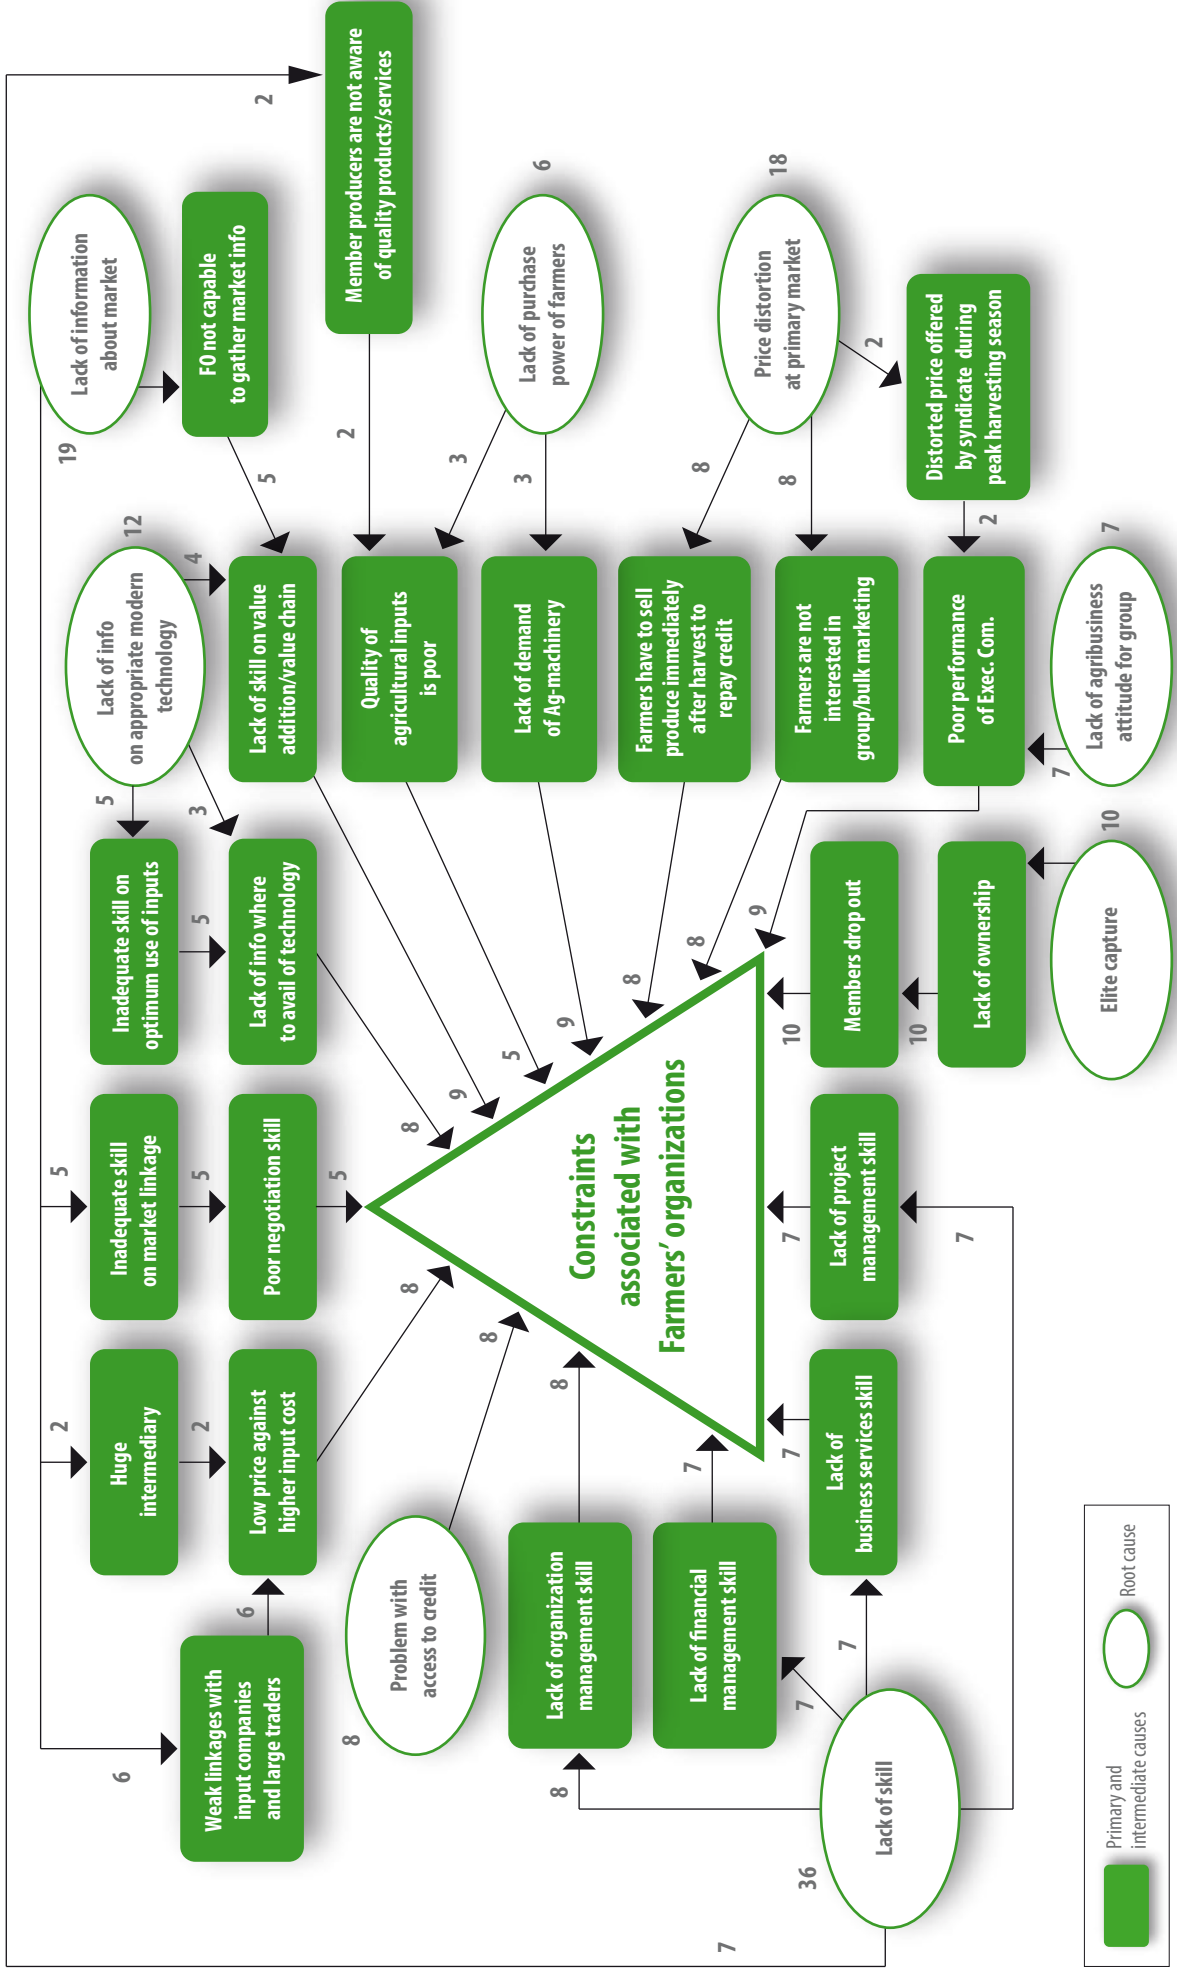 7
2
6
2
5
19
Lack of information
about market
Weak linkages with
input companies
and large traders
Huge
intermediary
Inadequate skill
on market linkage
Inadequate skill on
optimum use of inputs
5
Lack of info
on appropriate modern
technology
12
FO not capable
to gather market info
6
2
5
5
3
4
5
Low price against
higher input cost
Poor negotiation skill
Lack of info where
to avail of technology
Lack of skill on value
addition/value chain
Member producers are not aware
of quality products/services
8
Problem with
access to credit
8
5
8
9
2
Quality of
agricultural inputs
is poor
3
8
5
Lack of organization
management skill
8
8
9
Lack of demand
of Ag-machinery
3
Lack of purchase
power of farmers
6
Constraints
associated with
Farmers' organizations
Lack of financial
management skill
7
7
8
Farmers have to sell
produce immediately
after harvest to
repay credit
8
8
Farmers are not
interested in
group/bulk marketing
8
Price distortion
at primary market
18
36
Lack of skill
7
7
7
10
9
Lack of
business services skill
Lack of project
management skill
Members drop out
2
7
10
Poor performance
of Exec. Com.
2
Distorted price offered
by syndicate during
peak harvesting season
Lack of ownership
7
Elite capture
10
Lack of agribusiness
attitude for group
7
Primary and
intermediate causes
Root cause